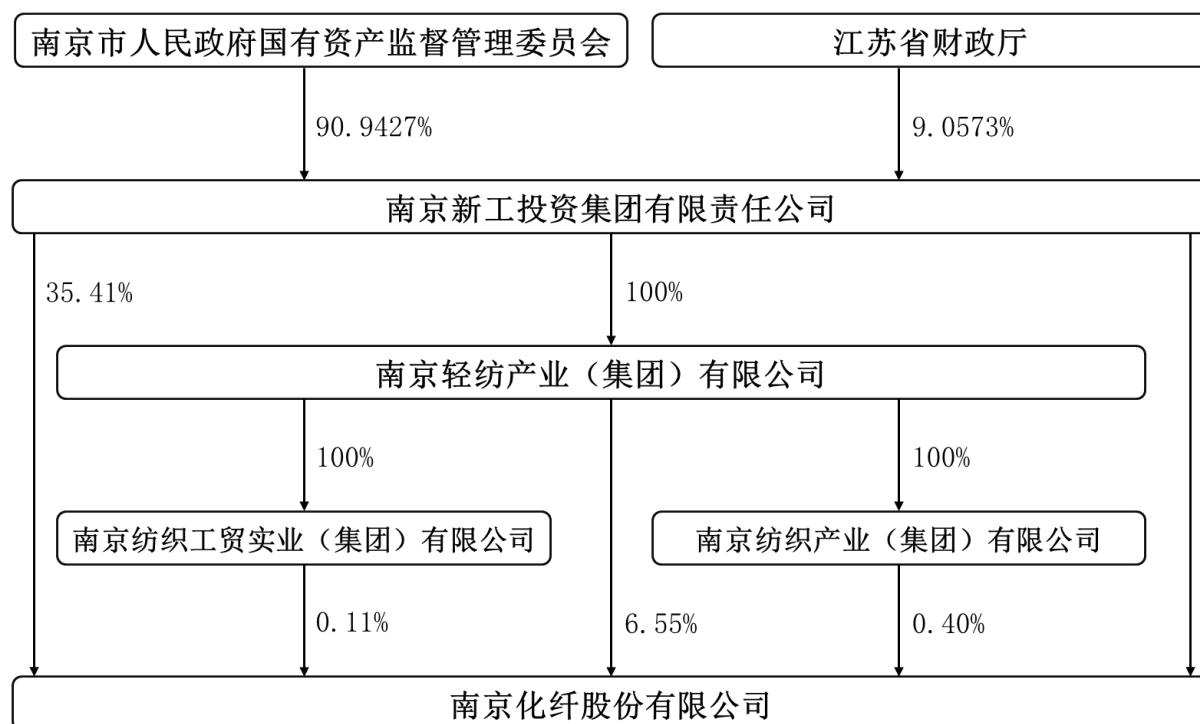 南京市人民政府国有资产监督管理委员会
江苏省财政厅
90.9427%
9.0573%
南京新工投资集团有限责任公司
35.41%
100%
南京轻纺产业（集团）有限公司
100%
100%
南京纺织工贸实业（集团）有限公司
南京纺织产业（集团）有限公司
0.11%
6.55%
0.40%
南京化纤股份有限公司